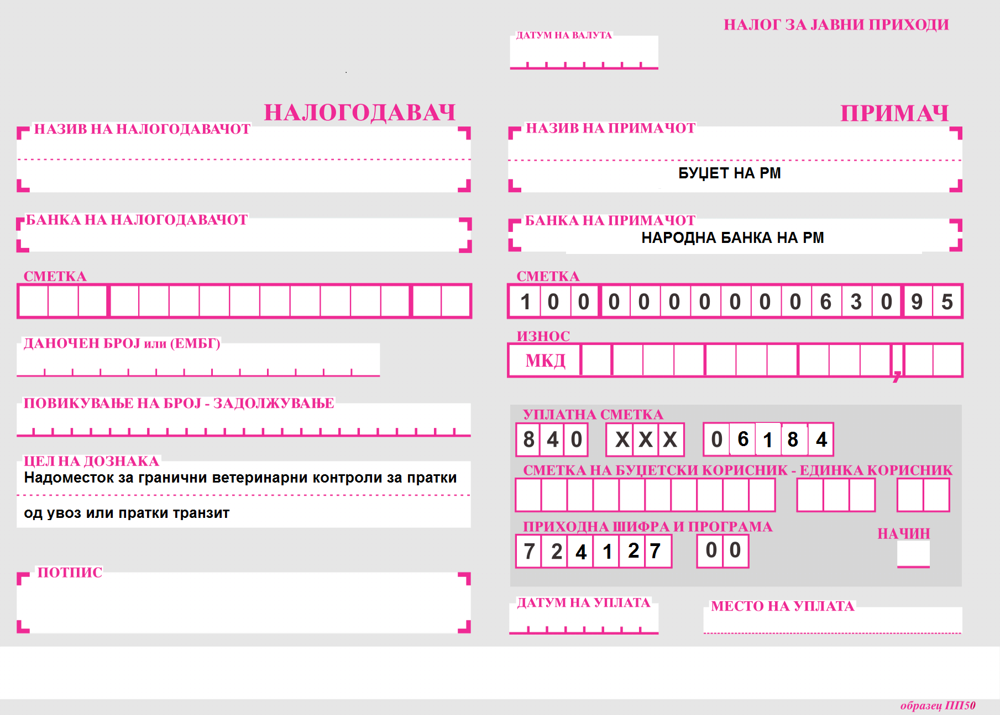 НАЛОГ ЗА ЈАВНИ ПРИХОДИ
ДАТУМ НА ВАЛУТА
НАЛОГОДАВАЧ
НАЗИВ НА НАЛОГОДАВАЧОТ
БАНКА НА НАЛОГОДАВАЧОТ
СМЕТКА
ДАНОЧЕН БРОЈ или (ЕМБГ)
ПОВИКУВАЊЕ НА БРОЈ - ЗАДОЛЖУВАЊЕ
ЦЕЛ НА ДОЗНАКА
Надоместок за гранични ветеринарни контроли за пратки
од увоз или пратки транзит
ПОТПИС
ПРИМАЧ
НАЗИВ НА ПРИМАЧОТ
БУЏЕТ НА РМ
БАНКА НА ПРИМАЧОТ
НАРОДНА БАНКА НА РМ
СМЕТКА
1 0 0 0 0 0 0 0 0 0 6 3 0 9 5
ИЗНОС
МКД ,
УПЛАТНА СМЕТКА
8 4 0 X X X 0 6 1 8 4
СМЕТКА НА БУЏЕТСКИ КОРИСНИК - ЕДИНКА КОРИСНИК
ПРИХОДНА ШИФРА И ПРОГРАМА
7 2 4 1 2 7 0 0
НАЧИН
ДАТУМ НА УПЛАТА
МЕСТО НА УПЛАТА
образец ПП50